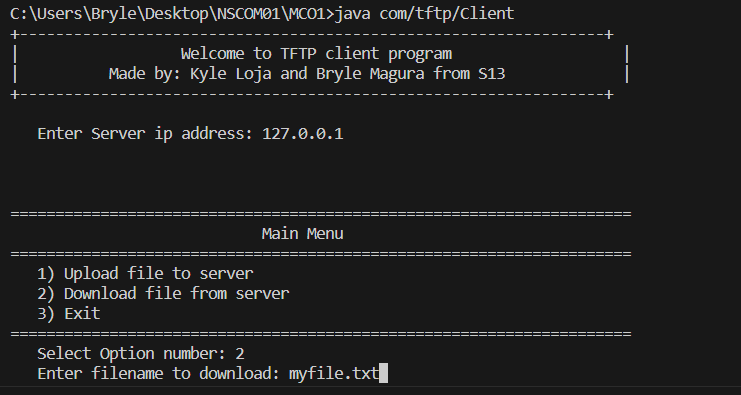 C:\Users\Bryle\Desktop\NSCOM01\MCO1>java com/tftp/Client
+-----------------------------------------------------------------+
|                  Welcome to TFTP client program                   |
|          Made by: Kyle Loja and Bryle Magura from S13             |
+-----------------------------------------------------------------+
Enter Server ip address: 127.0.0.1
=====================================================================
Main Menu
=====================================================================
1) Upload file to server
2) Download file from server
3) Exit
=====================================================================
Select Option number: 2
Enter filename to download: myfile.txt